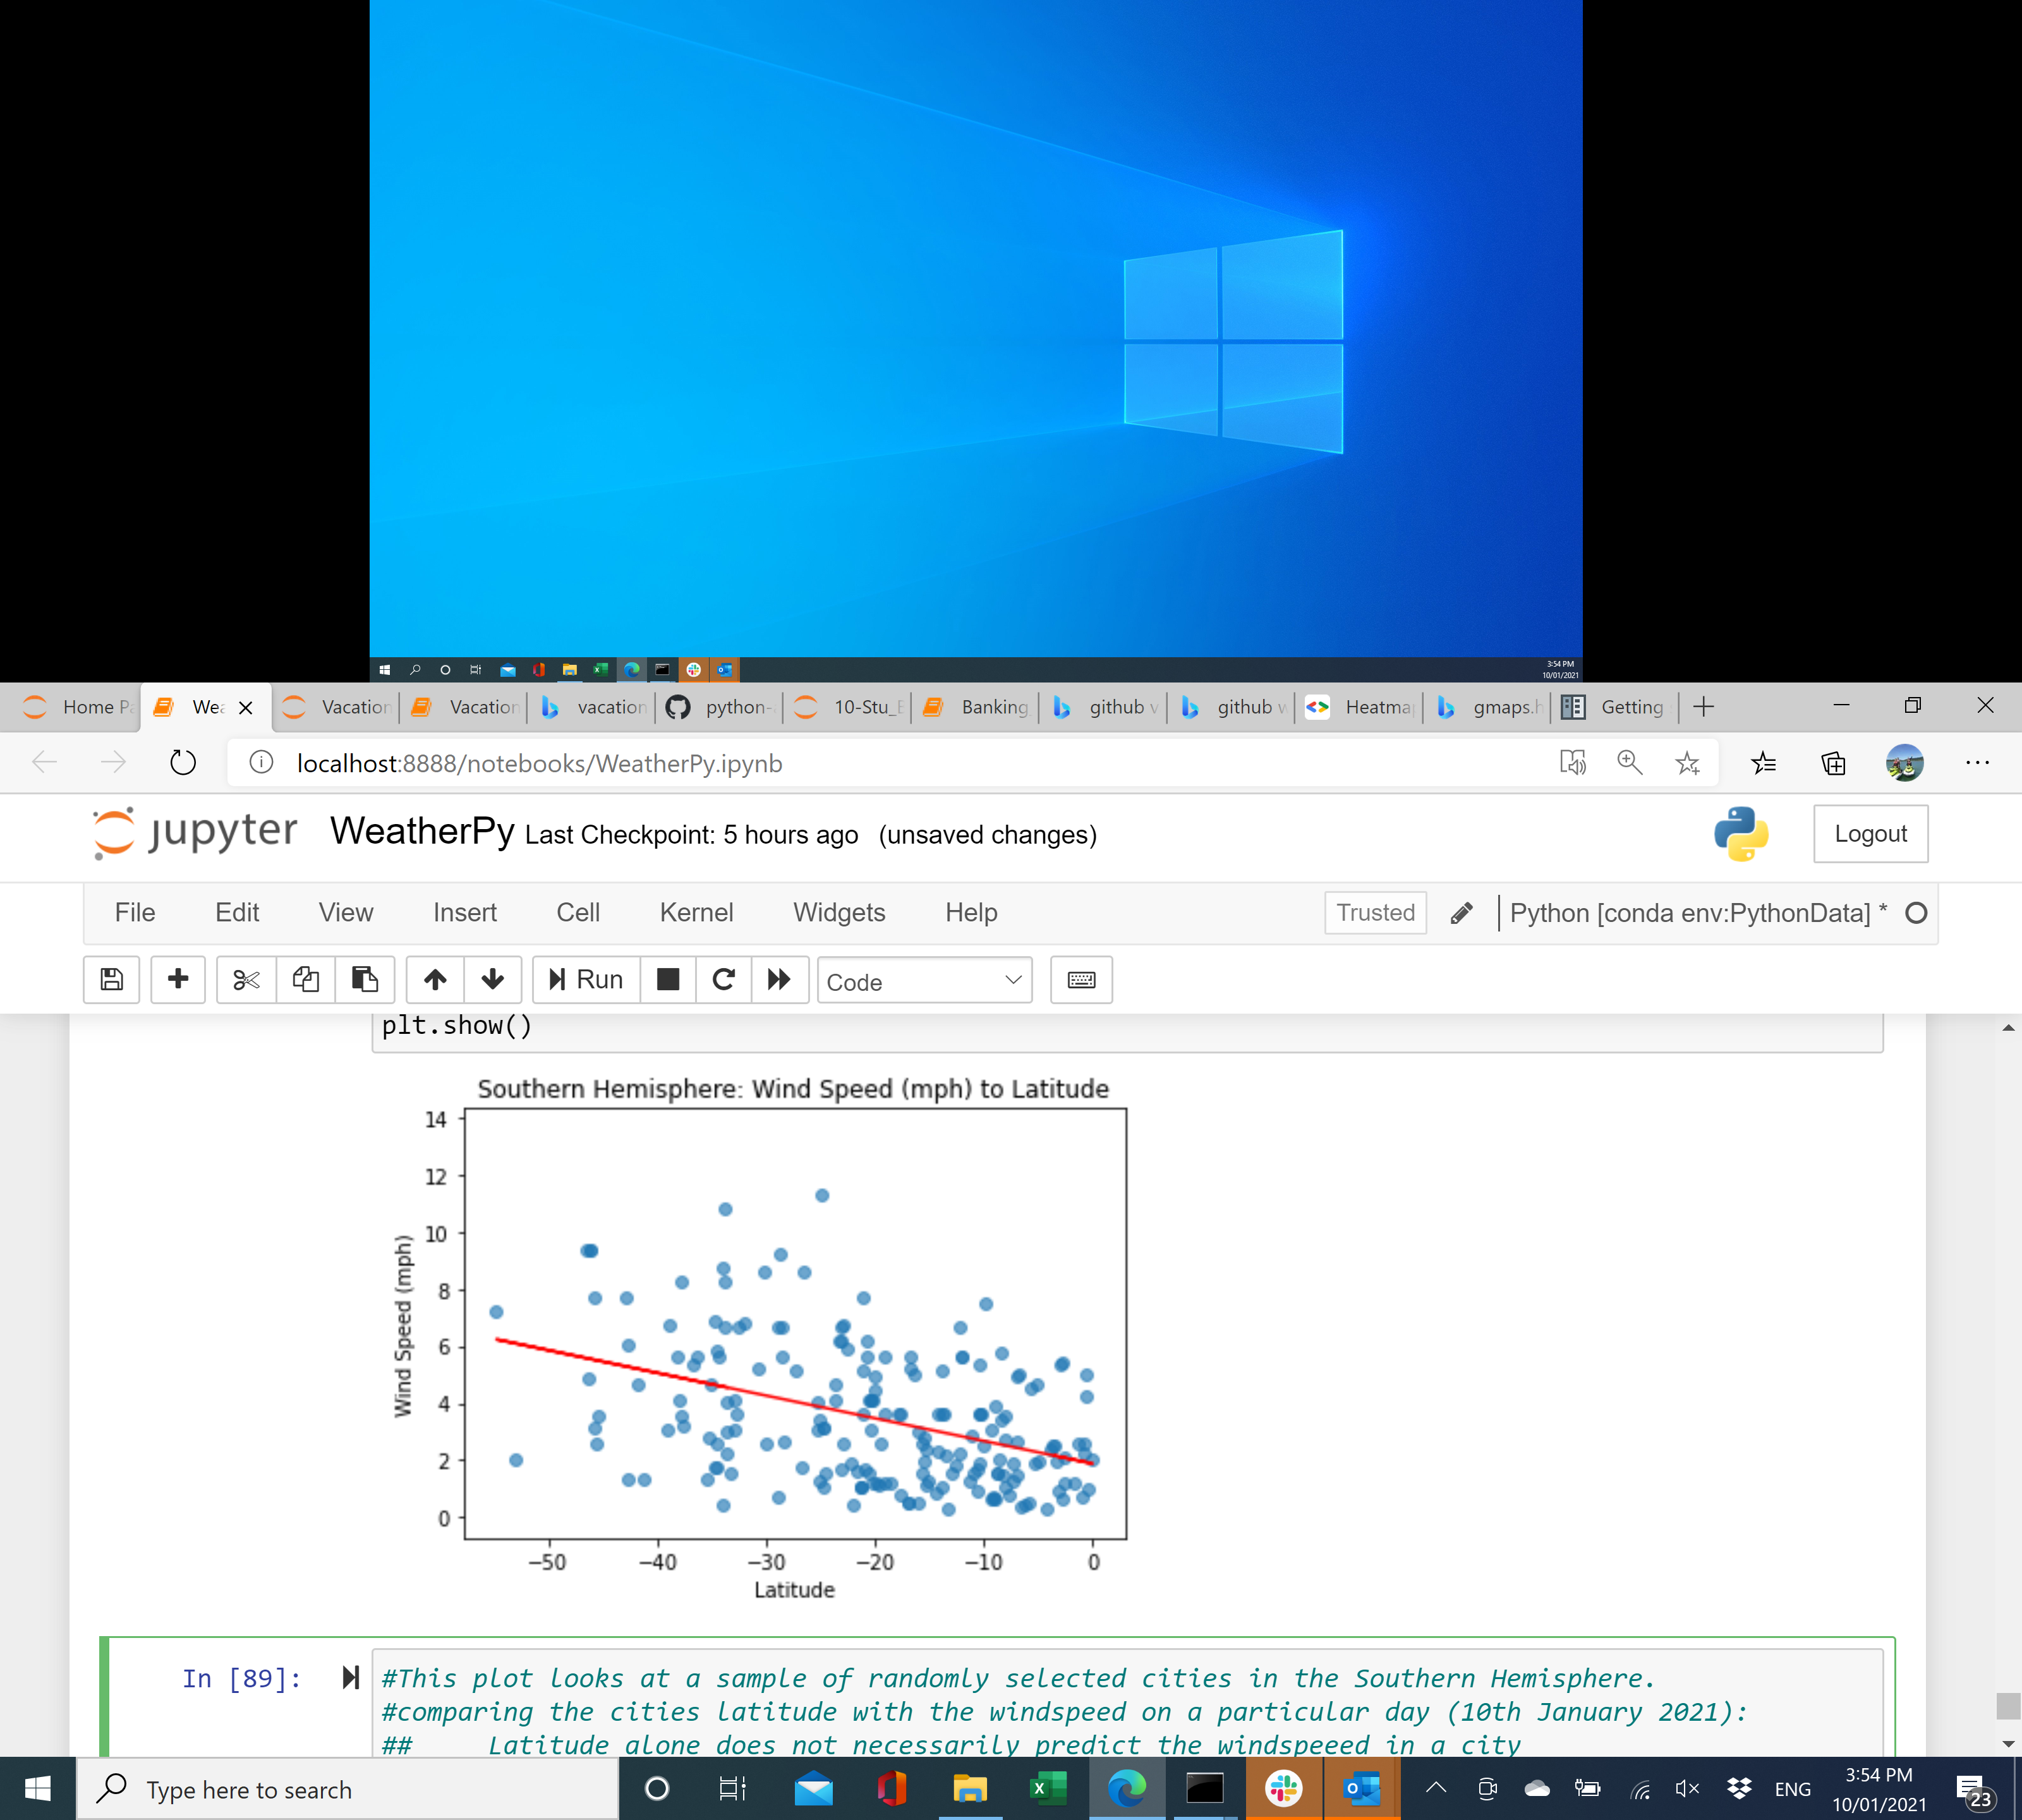 3:54 PM
10/01/2021
Home Pa
Wea
Vacation
Vacation
vacation
python-
10-Stu_E
Banking
github v
github w
Heatmap
gmaps.h
Getting
localhost:8888/notebooks/WeatherPy.ipynb
jupyter WeatherPy Last Checkpoint: 5 hours ago (unsaved changes)
Logout
File Edit View Insert Cell Kernel Widgets Help
Trusted
Python [conda env:PythonData] *
Run
Code
plt.show()
Southern Hemisphere: Wind Speed (mph) to Latitude
14
12
10
8
6
4
2
0
Wind Speed (mph)
−50 −40 −30 −20 −10 0
Latitude
In [89]:
#This plot looks at a sample of randomly selected cities in the Southern Hemisphere.
#comparing the cities latitude with the windspeed on a particular day (10th January 2021):
## Latitude alone does not necessarily predict the windspeeed in a city
Type here to search
ENG
3:54 PM
10/01/2021
23